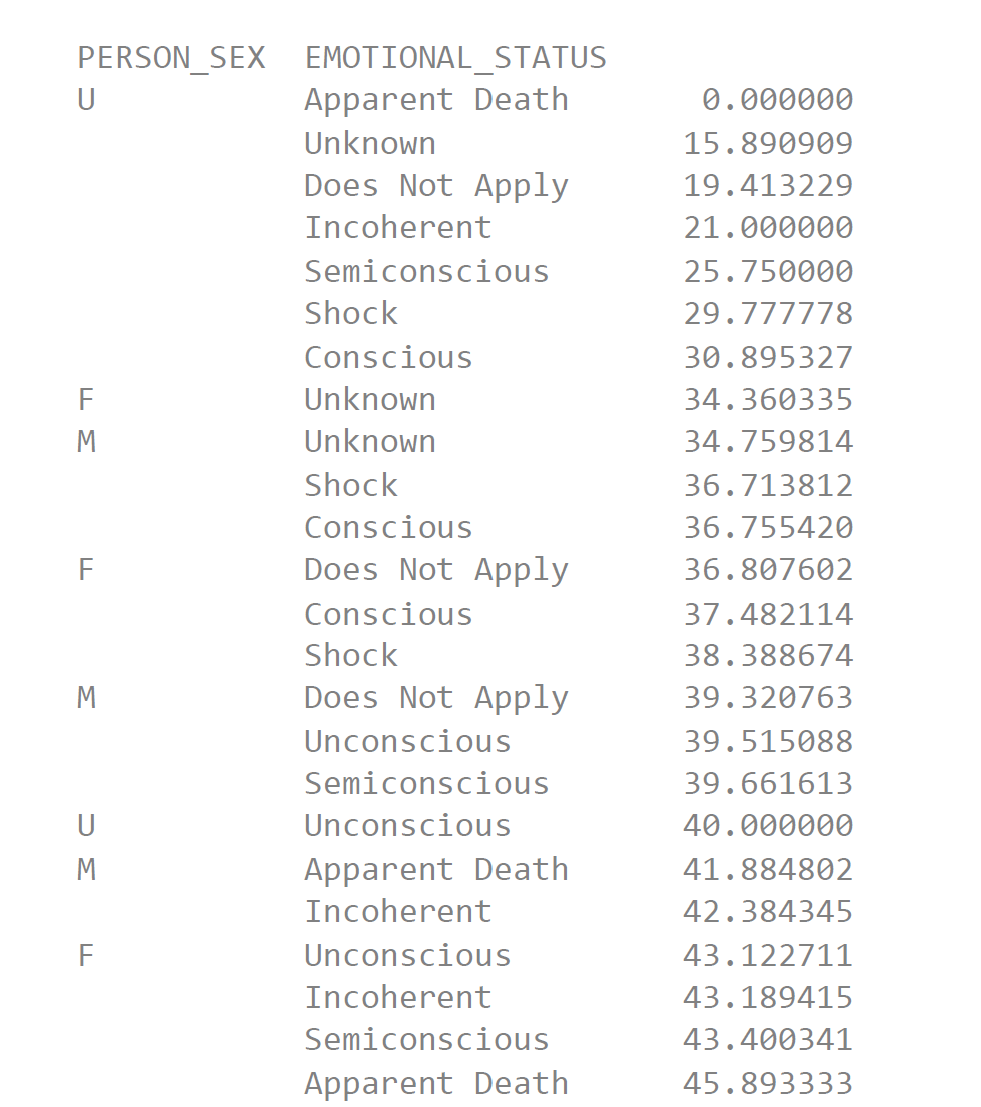 PERSON_SEX  EMOTIONAL_STATUS
U           Apparent Death       0.000000
            Unknown             15.890909
            Does Not Apply      19.413229
            Incoherent          21.000000
            Semiconscious       25.750000
            Shock               29.777778
            Conscious           30.895327
F           Unknown             34.360335
M           Unknown             34.759814
            Shock               36.713812
            Conscious           36.755420
F           Does Not Apply      36.807602
            Conscious           37.482114
            Shock               38.388674
M           Does Not Apply      39.320763
            Unconscious         39.515088
            Semiconscious       39.661613
U           Unconscious         40.000000
M           Apparent Death      41.884802
            Incoherent          42.384345
F           Unconscious         43.122711
            Incoherent          43.189415
            Semiconscious       43.400341
            Apparent Death      45.893333